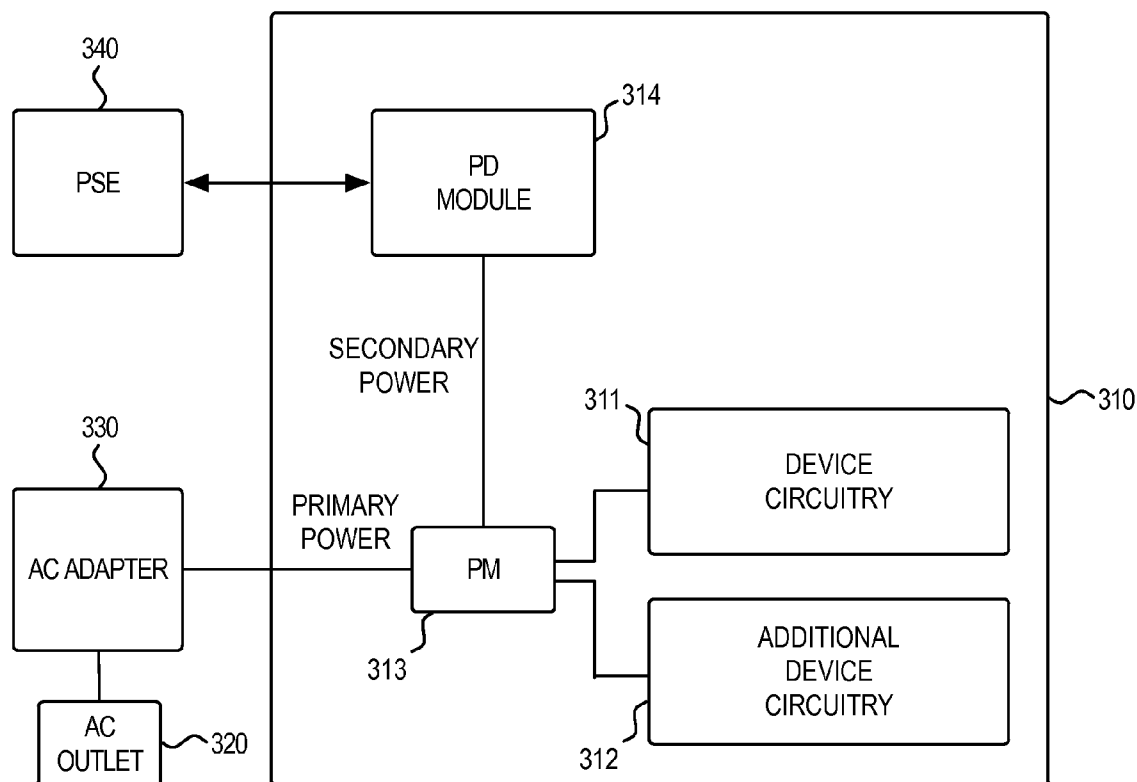 340
PSE
314
PD
MODULE
SECONDARY
POWER
311
310
DEVICE
CIRCUITRY
330
PRIMARY
POWER
AC ADAPTER
PM
313
ADDITIONAL
DEVICE
CIRCUITRY
AC
OUTLET
320
312